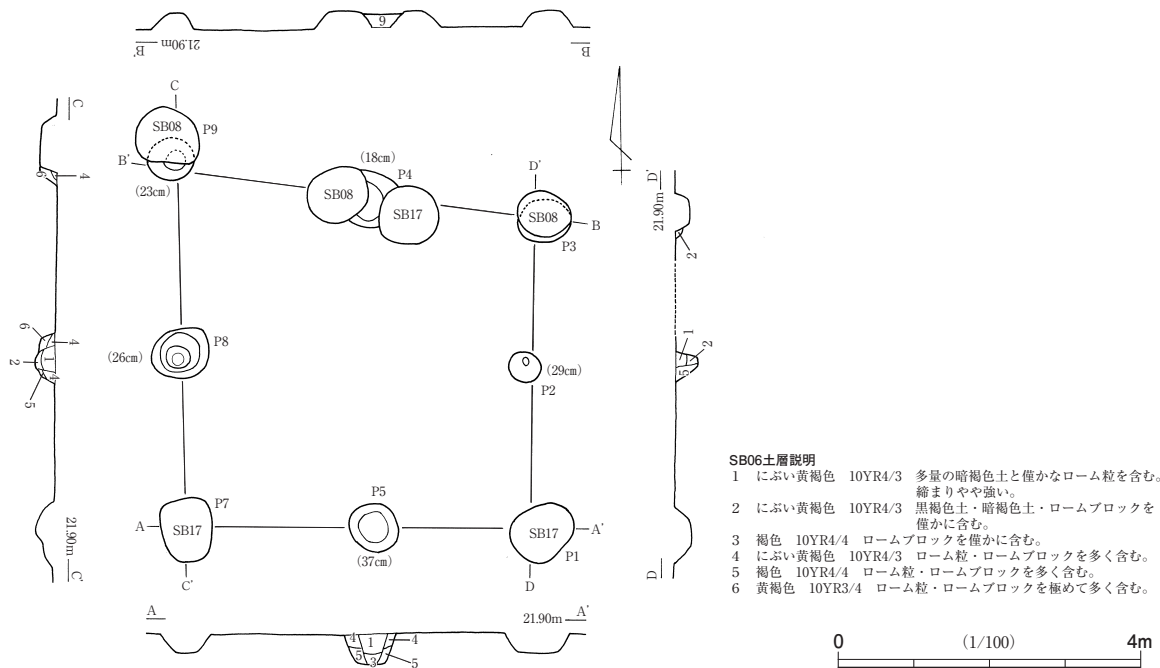 9
B' 21.90m
B
C
SB08 P9
C
B'
(23cm)
(18cm)
P4
SB08
SB17
D'
SB08
B
P3
21.90m D'
6 4
2
6
4
2 1
4
5
(26cm)
P8
P2
(29cm)
1
2
5
P7
A
SB17
C'
P5
(37cm)
SB17
A'
P1
D
21.90m C'
D
A
21.90m A'
4 1 4
5 3 5
SB06土層説明
1 にぶい黄褐色 10YR4/3 多量の暗褐色土と僅かなローム粒を含む。
締まりやや強い。
2 にぶい黄褐色 10YR4/3 黒褐色土・暗褐色土・ロームブロックを
僅かに含む。
3 褐色 10YR4/4 ロームブロックを僅かに含む。
4 にぶい黄褐色 10YR4/3 ローム粒・ロームブロックを多く含む。
5 褐色 10YR4/4 ローム粒・ロームブロックを多く含む。
6 黄褐色 10YR3/4 ローム粒・ロームブロックを極めて多く含む。
0 (1/100) 4m